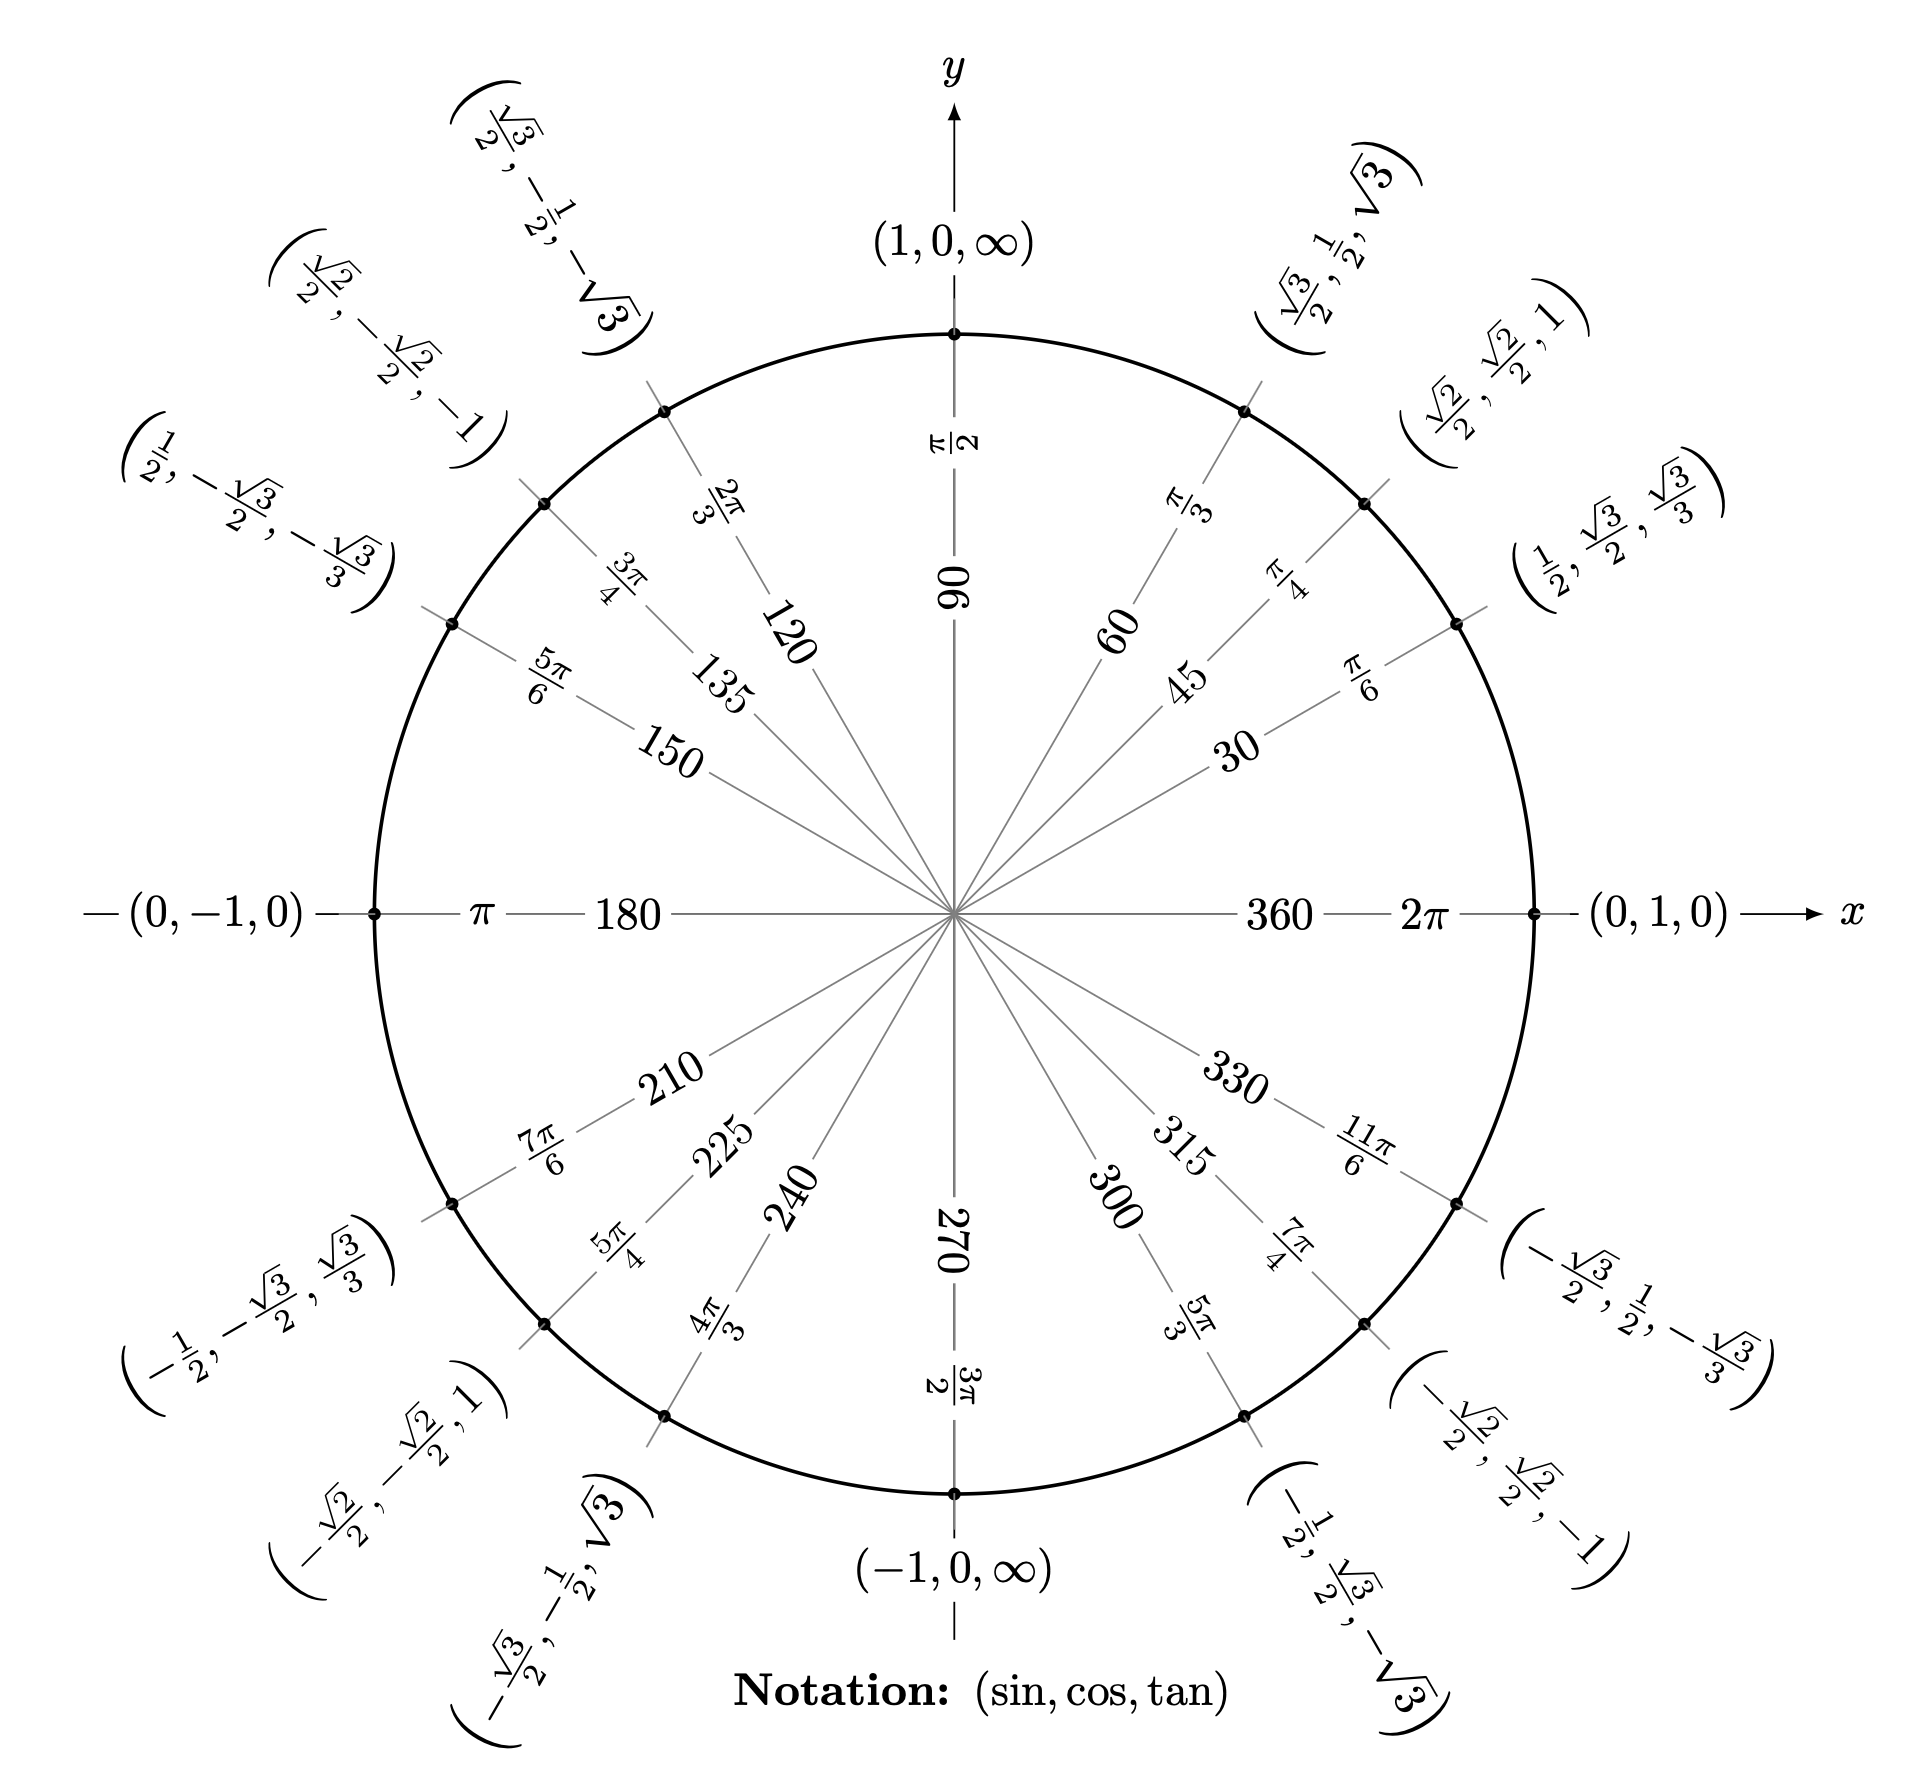 y
(√3/2, -1/2, -√3)
(√3/2, 1/2, √3)
(1, 0, ∞)
(√2/2, -√2/2, -1)
(√2/2, √2/2, 1)
(1/2, -√3/2, -√3/3)
(1/2, √3/2, √3/3)
π/2
2π/3
π/3
3π/4
π/4
90
120
60
5π/6
135
45
π/6
150
30
(0, -1, 0)
π
180
360
2π
(0, 1, 0)
x
210
330
7π/6
225
315
11π/6
240
300
5π/4
270
7π/4
4π/3
5π/3
3π/2
(-1/2, -√3/2, √3/3)
(-√3/2, 1/2, -√3/3)
(-√2/2, -√2/2, 1)
(-√2/2, √2/2, -1)
(-√3/2, -1/2, √3)
(-1/2, √3/2, -√3)
(-1, 0, ∞)
Notation: (sin, cos, tan)